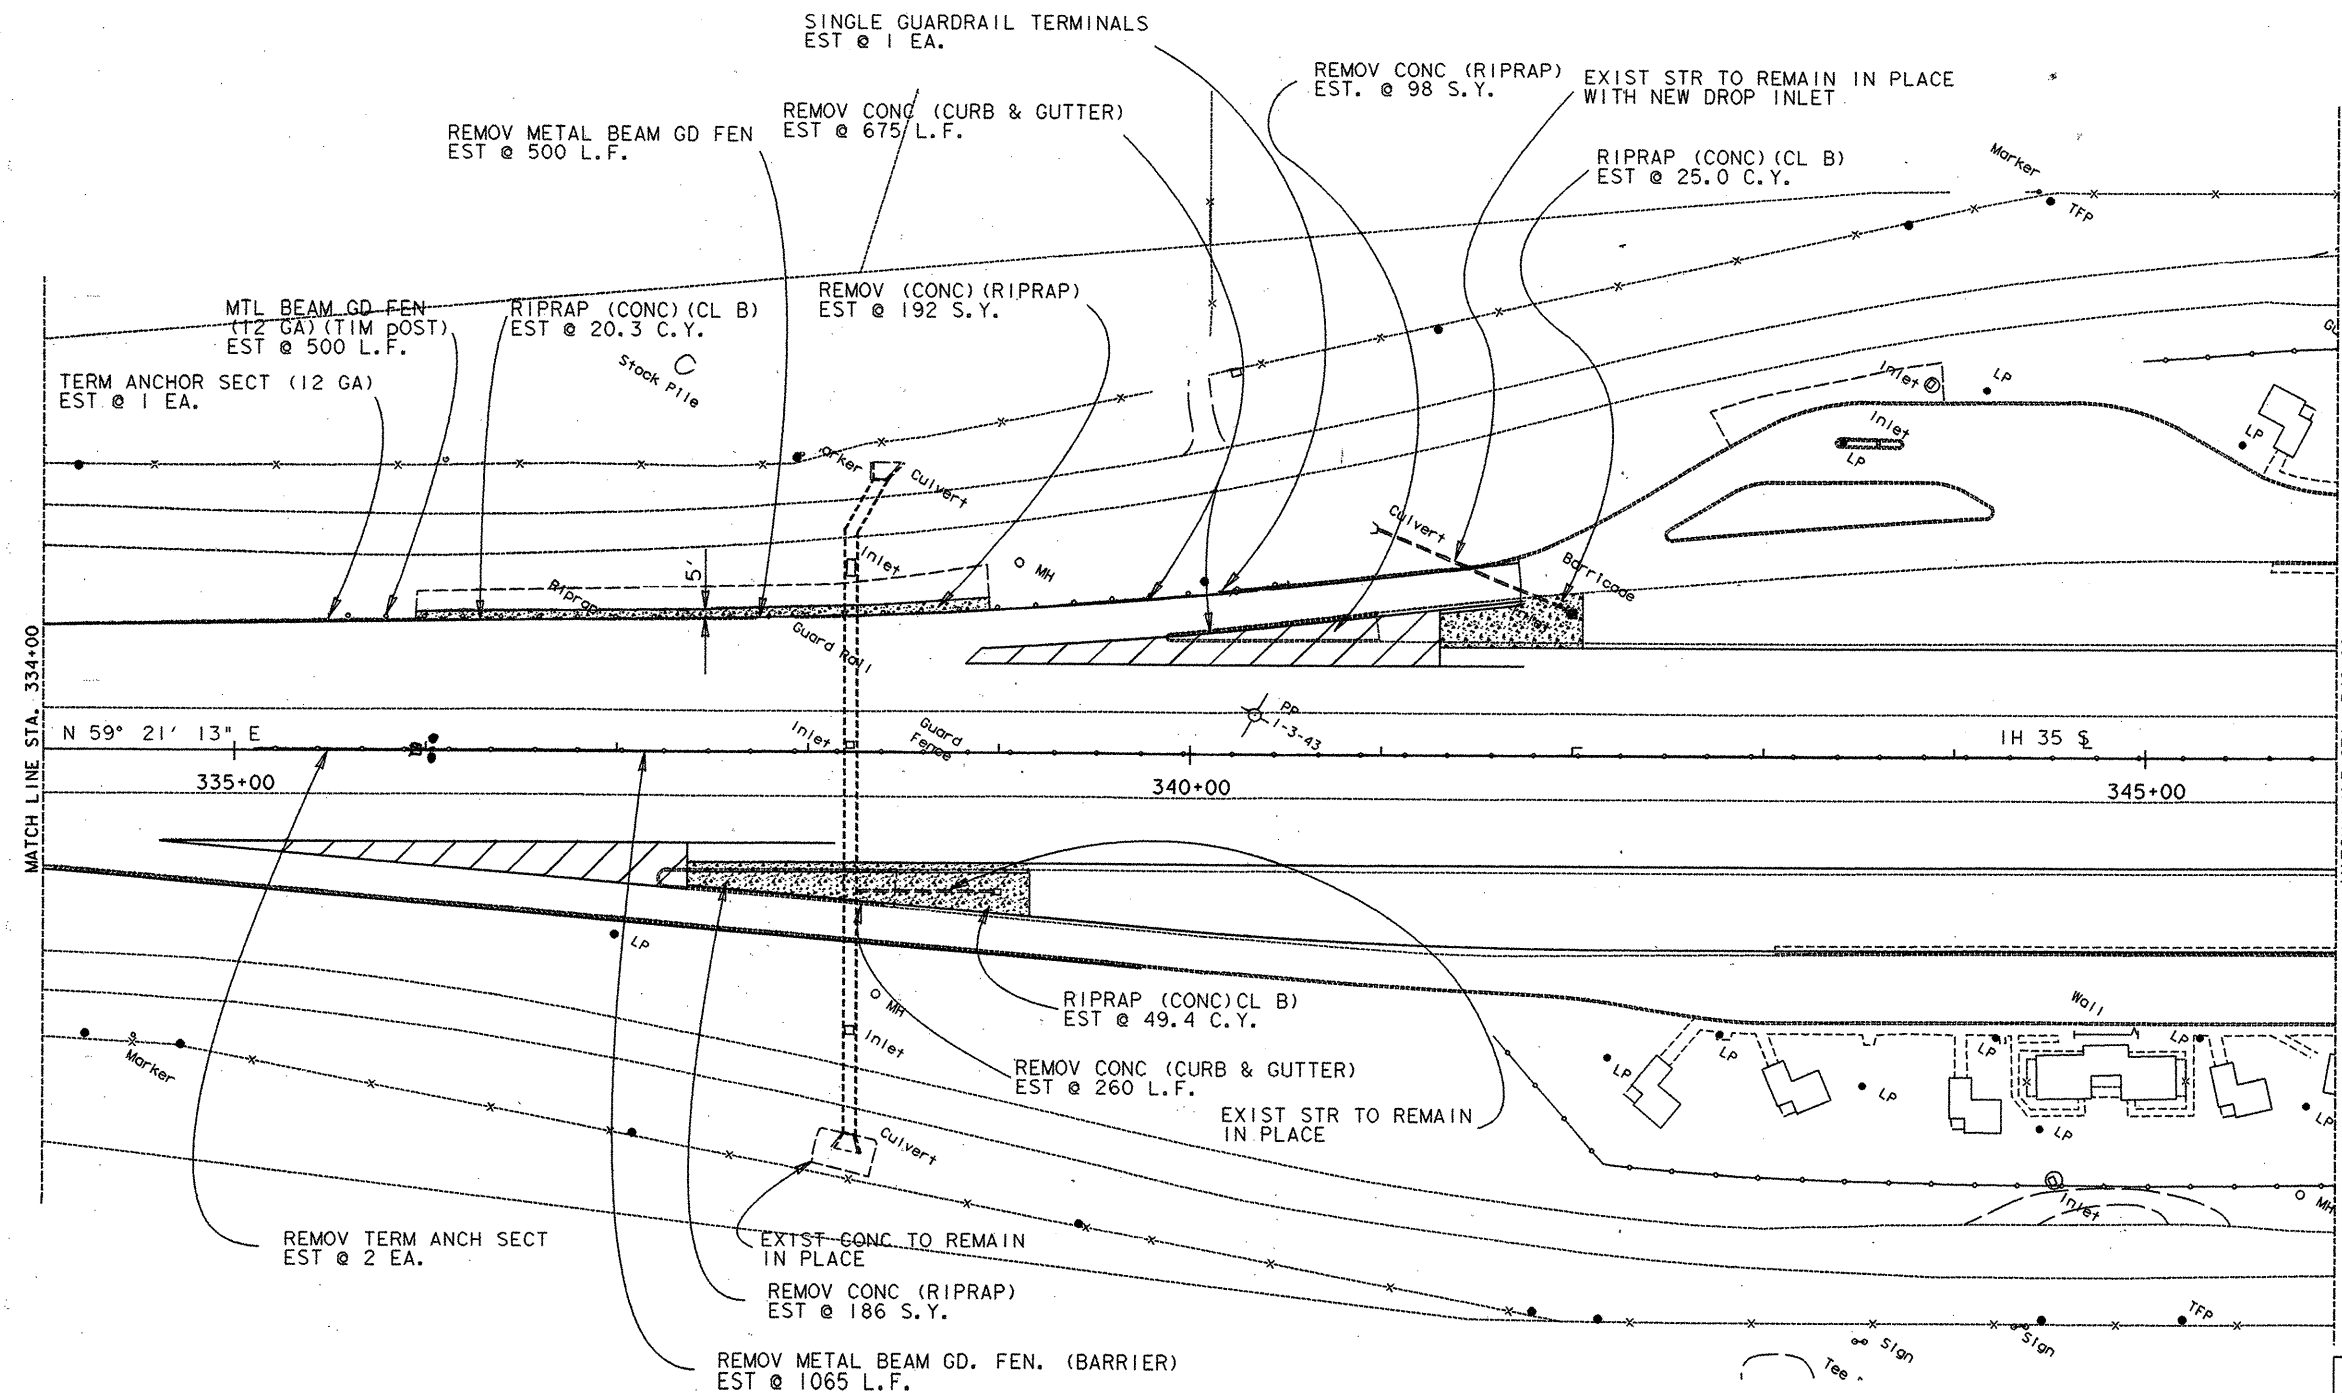 SINGLE GUARDRAIL TERMINALS
EST @ 1 EA.
REMOV CONC (RIPRAP)
EST. @ 98 S.Y.
EXIST STR TO REMAIN IN PLACE
WITH NEW DROP INLET
REMOV CONC (CURB & GUTTER)
EST @ 675 L.F.
REMOV METAL BEAM GD FEN
EST @ 500 L.F.
RIPRAP (CONC)(CL B)
EST @ 25.0 C.Y.
Marker
TFP
MTL BEAM GD FEN
(12 GA)(TIM pOST)
EST @ 500 L.F.
RIPRAP (CONC)(CL B)
EST @ 20.3 C.Y.
REMOV (CONC)(RIPRAP)
EST @ 192 S.Y.
Stock Pile
TERM ANCHOR SECT (12 GA)
EST @ 1 EA.
Inlet
LP
Inlet
LP
LP
arker
Culvert
Culvert
Inlet
MH
Barricade
Inlet
5'
Riprap
Guard Rail
MATCH LINE STA. 334+00
N 59° 21' 13" E
Inlet
Guard
Fence
PP
1-3-43
IH 35 ℄
335+00
340+00
345+00
LP
MH
Inlet
RIPRAP (CONC)CL B)
EST @ 49.4 C.Y.
Wall
LP
LP
LP
LP
LP
LP
LP
REMOV CONC (CURB & GUTTER)
EST @ 260 L.F.
Marker
EXIST STR TO REMAIN
IN PLACE
Culvert
Inlet
MH
REMOV TERM ANCH SECT
EST @ 2 EA.
EXIST CONC TO REMAIN
IN PLACE
REMOV CONC (RIPRAP)
EST @ 186 S.Y.
TFP
Sign
Sign
Tee
REMOV METAL BEAM GD. FEN. (BARRIER)
EST @ 1065 L.F.